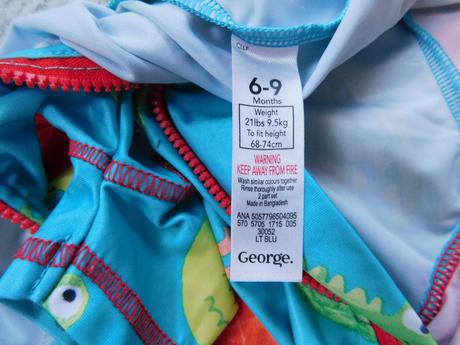 CLLF
6-9
Months
Weight
21lbs 9.5kg
To fit height
68-74cm
WARNING
KEEP AWAY FROM FIRE
Wash similar colours together
Rinse thoroughly after use
2 part set
Made in Bangladesh
ANA 5057796504095
570 5705 1715 005
30052
LT BLU
George.